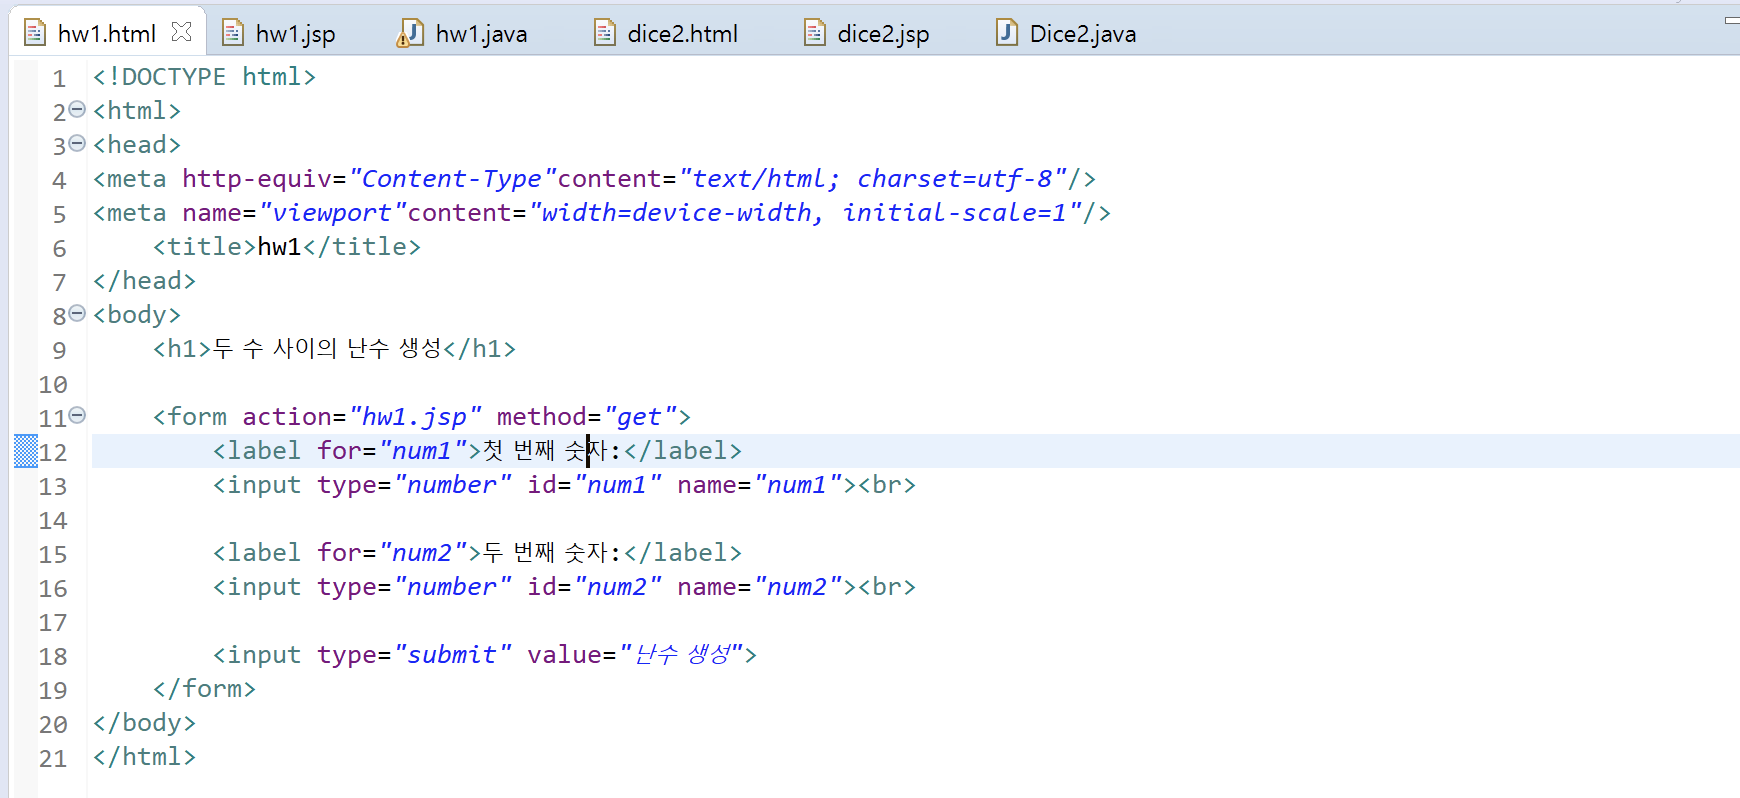 hw1.html hw1.jsp hw1.java dice2.html dice2.jsp Dice2.java
1 <!DOCTYPE html>
2 <html>
3 <head>
4 <meta http-equiv="Content-Type"content="text/html; charset=utf-8"/>
5 <meta name="viewport"content="width=device-width, initial-scale=1"/>
6     <title>hw1</title>
7 </head>
8 <body>
9     <h1>두 수 사이의 난수 생성</h1>
10
11     <form action="hw1.jsp" method="get">
12         <label for="num1">첫 번째 숫자:</label>
13         <input type="number" id="num1" name="num1"><br>
14
15         <label for="num2">두 번째 숫자:</label>
16         <input type="number" id="num2" name="num2"><br>
17
18         <input type="submit" value="난수 생성">
19     </form>
20 </body>
21 </html>